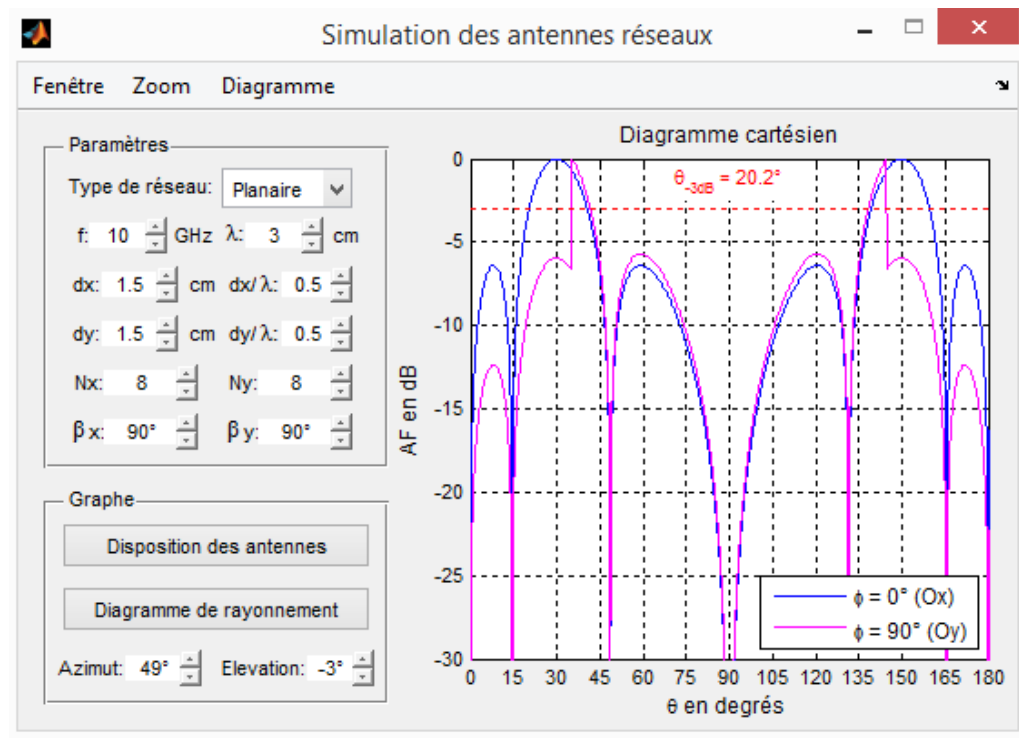 Simulation des antennes réseaux
Fenêtre Zoom Diagramme
Paramètres
Type de réseau: Planaire
f: 10 GHz λ: 3 cm
dx: 1.5 cm dx/λ: 0.5
dy: 1.5 cm dy/λ: 0.5
Nx: 8 Ny: 8
βx: 90° βy: 90°
Graphe
Disposition des antennes
Diagramme de rayonnement
Azimut: 49° Elevation: -3°
Diagramme cartésien
θ-3dB = 20.2°
0
-5
-10
-15
-20
-25
-30
AF en dB
ϕ = 0° (Ox)
ϕ = 90° (Oy)
0 15 30 45 60 75 90 105 120 135 150 165 180
θ en degrés